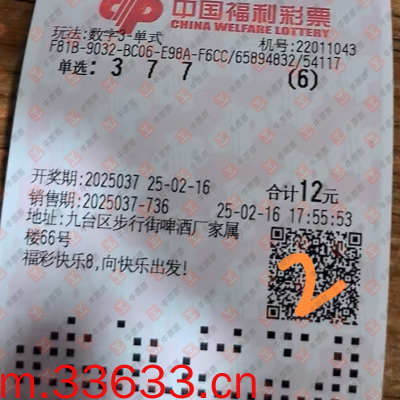 中国福利彩票
CHINA WELFARE LOTTERY
玩法:数字3-单式 机号:22011043
F81B-9032-BC06-E98A-F6CC/65894832/54117
单选: 3 7 7 (6)
开奖期:2025037 25-02-16 合计12元
销售期:2025037-736 25-02-16 17:55:53
地址:九台区步行街啤酒厂家属
楼66号
福彩快乐8,向快乐出发!
2
m.33633.cn